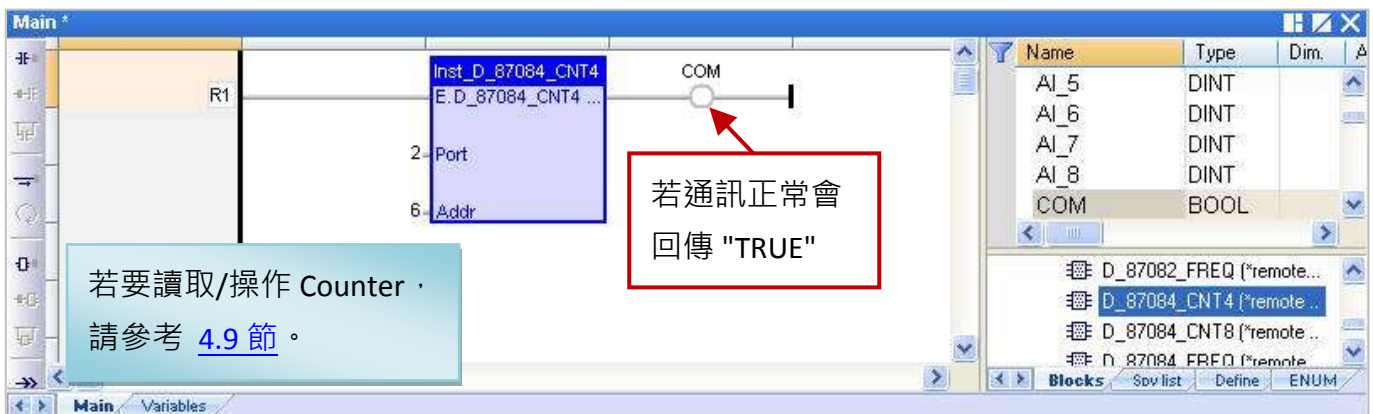 Main *
Name Type Dim. A
AI_5 DINT
AI_6 DINT
AI_7 DINT
AI_8 DINT
COM BOOL
R1
Inst_D_87084_CNT4
E.D_87084_CNT4 ...
2 Port
6 Addr
COM
若通訊正常會
回傳 "TRUE"
若要讀取/操作 Counter，
請參考 4.9 節。
D_87082_FREQ (*remote...
D_87084_CNT4 (*remote ..
D_87084_CNT8 (*remote ..
D_87084_FREQ (*remote
Blocks Spy list Define ENUM
Main Variables